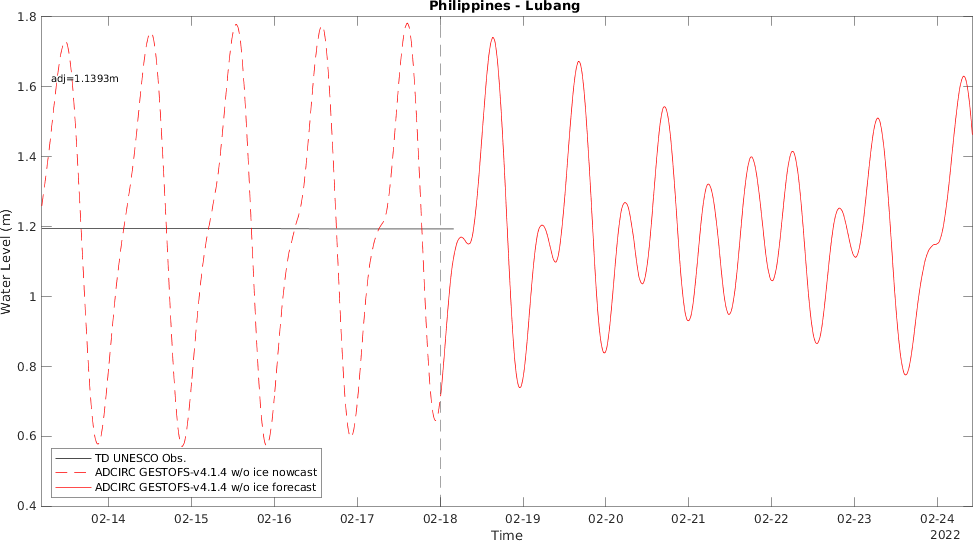 Philippines - Lubang
1.8
1.6
1.4
1.2
1
0.8
0.6
0.4
Water Level (m)
adj=1.1393m
TD UNESCO Obs.
ADCIRC GESTOFS-v4.1.4 w/o ice nowcast
ADCIRC GESTOFS-v4.1.4 w/o ice forecast
02-14 02-15 02-16 02-17 02-18 02-19 02-20 02-21 02-22 02-23 02-24
2022
Time